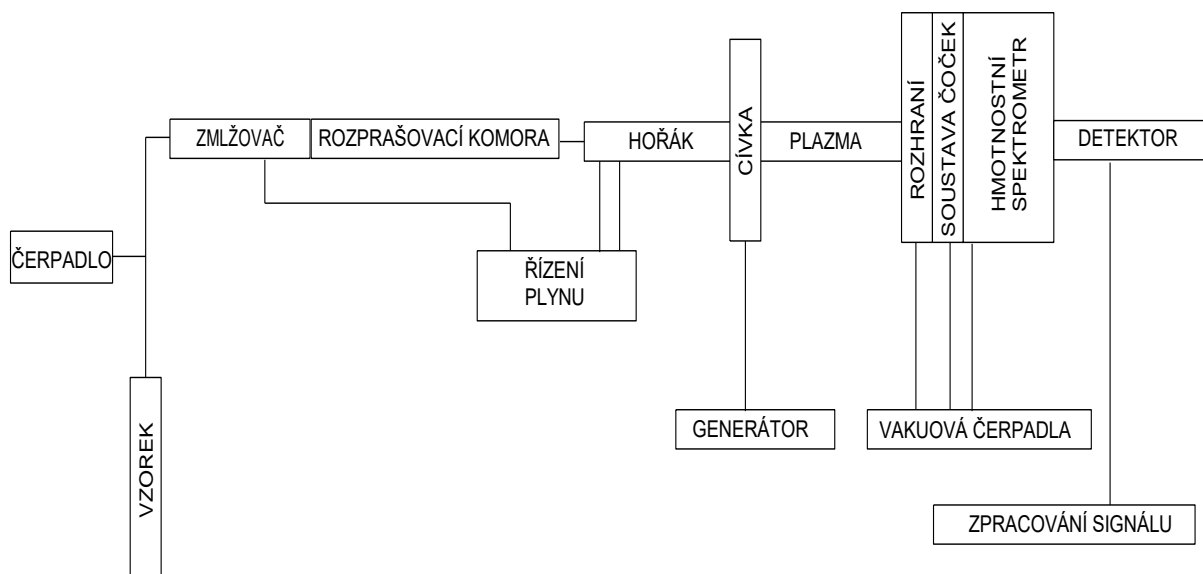 ČERPADLO
VZOREK
ZMLŽOVAČ
ROZPRAŠOVACÍ KOMORA
HOŘÁK
ŘÍZENÍ
PLYNU
CÍVKA
GENERÁTOR
PLAZMA
ROZHRANÍ
SOUSTAVA ČOČEK
HMOTNOSTNÍ
SPEKTROMETR
VAKUOVÁ ČERPADLA
DETEKTOR
ZPRACOVÁNÍ SIGNÁLU